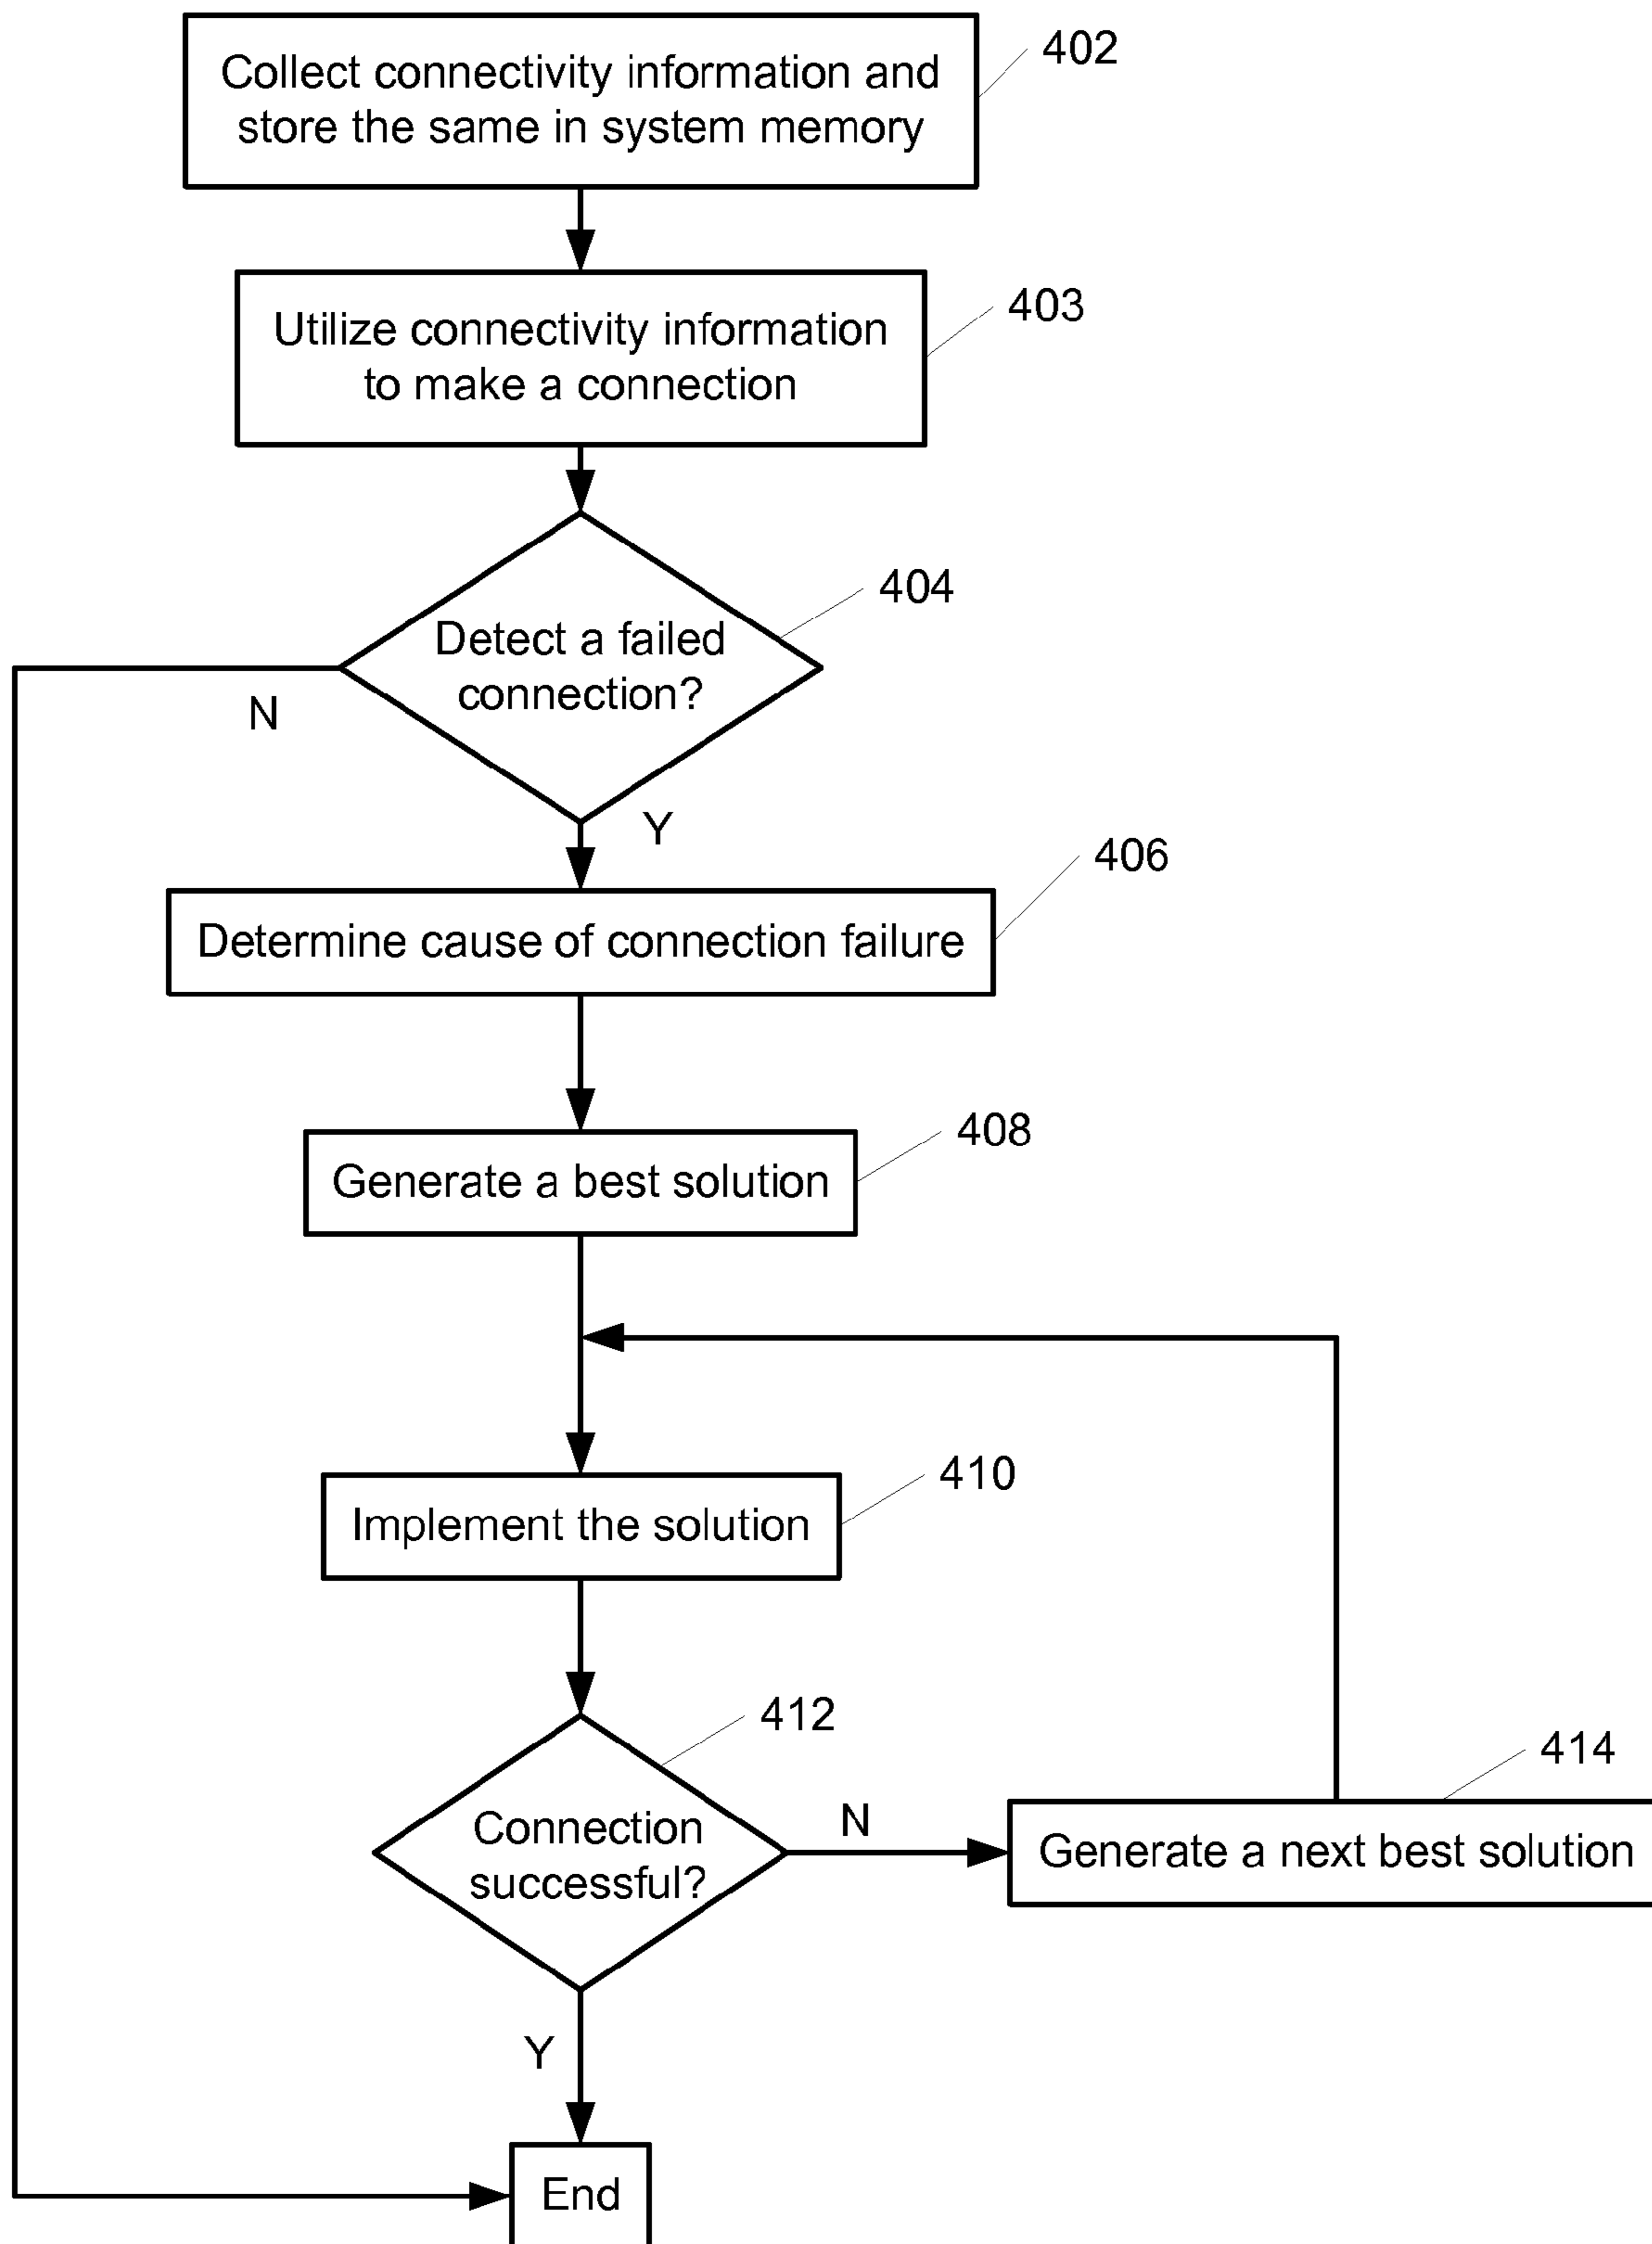 Collect connectivity information and
store the same in system memory
402
Utilize connectivity information
to make a connection
403
Detect a failed
connection?
404
N
Y
Determine cause of connection failure
406
Generate a best solution
408
Implement the solution
410
Connection
successful?
412
N
Generate a next best solution
414
Y
End